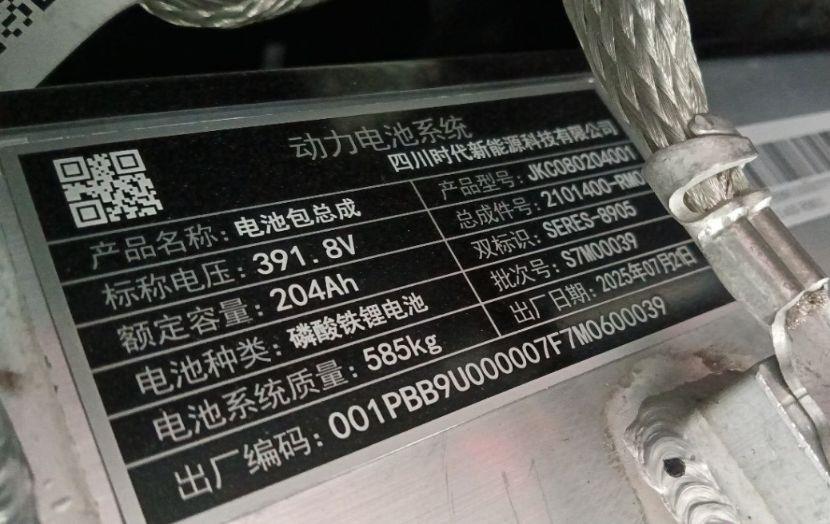 动力电池系统
四川时代新能源科技有限公司
产品名称: 电池包总成
产品型号: JKC080204001
标称电压: 391.8V
总成件号: 2101400-RM0
额定容量: 204Ah
双标识: SERES-8905
电池种类: 磷酸铁锂电池
批次号: S7M00039
电池系统质量: 585kg
出厂日期: 2025年07月21日
出厂编码: 001PBB9U000007F7M0600039